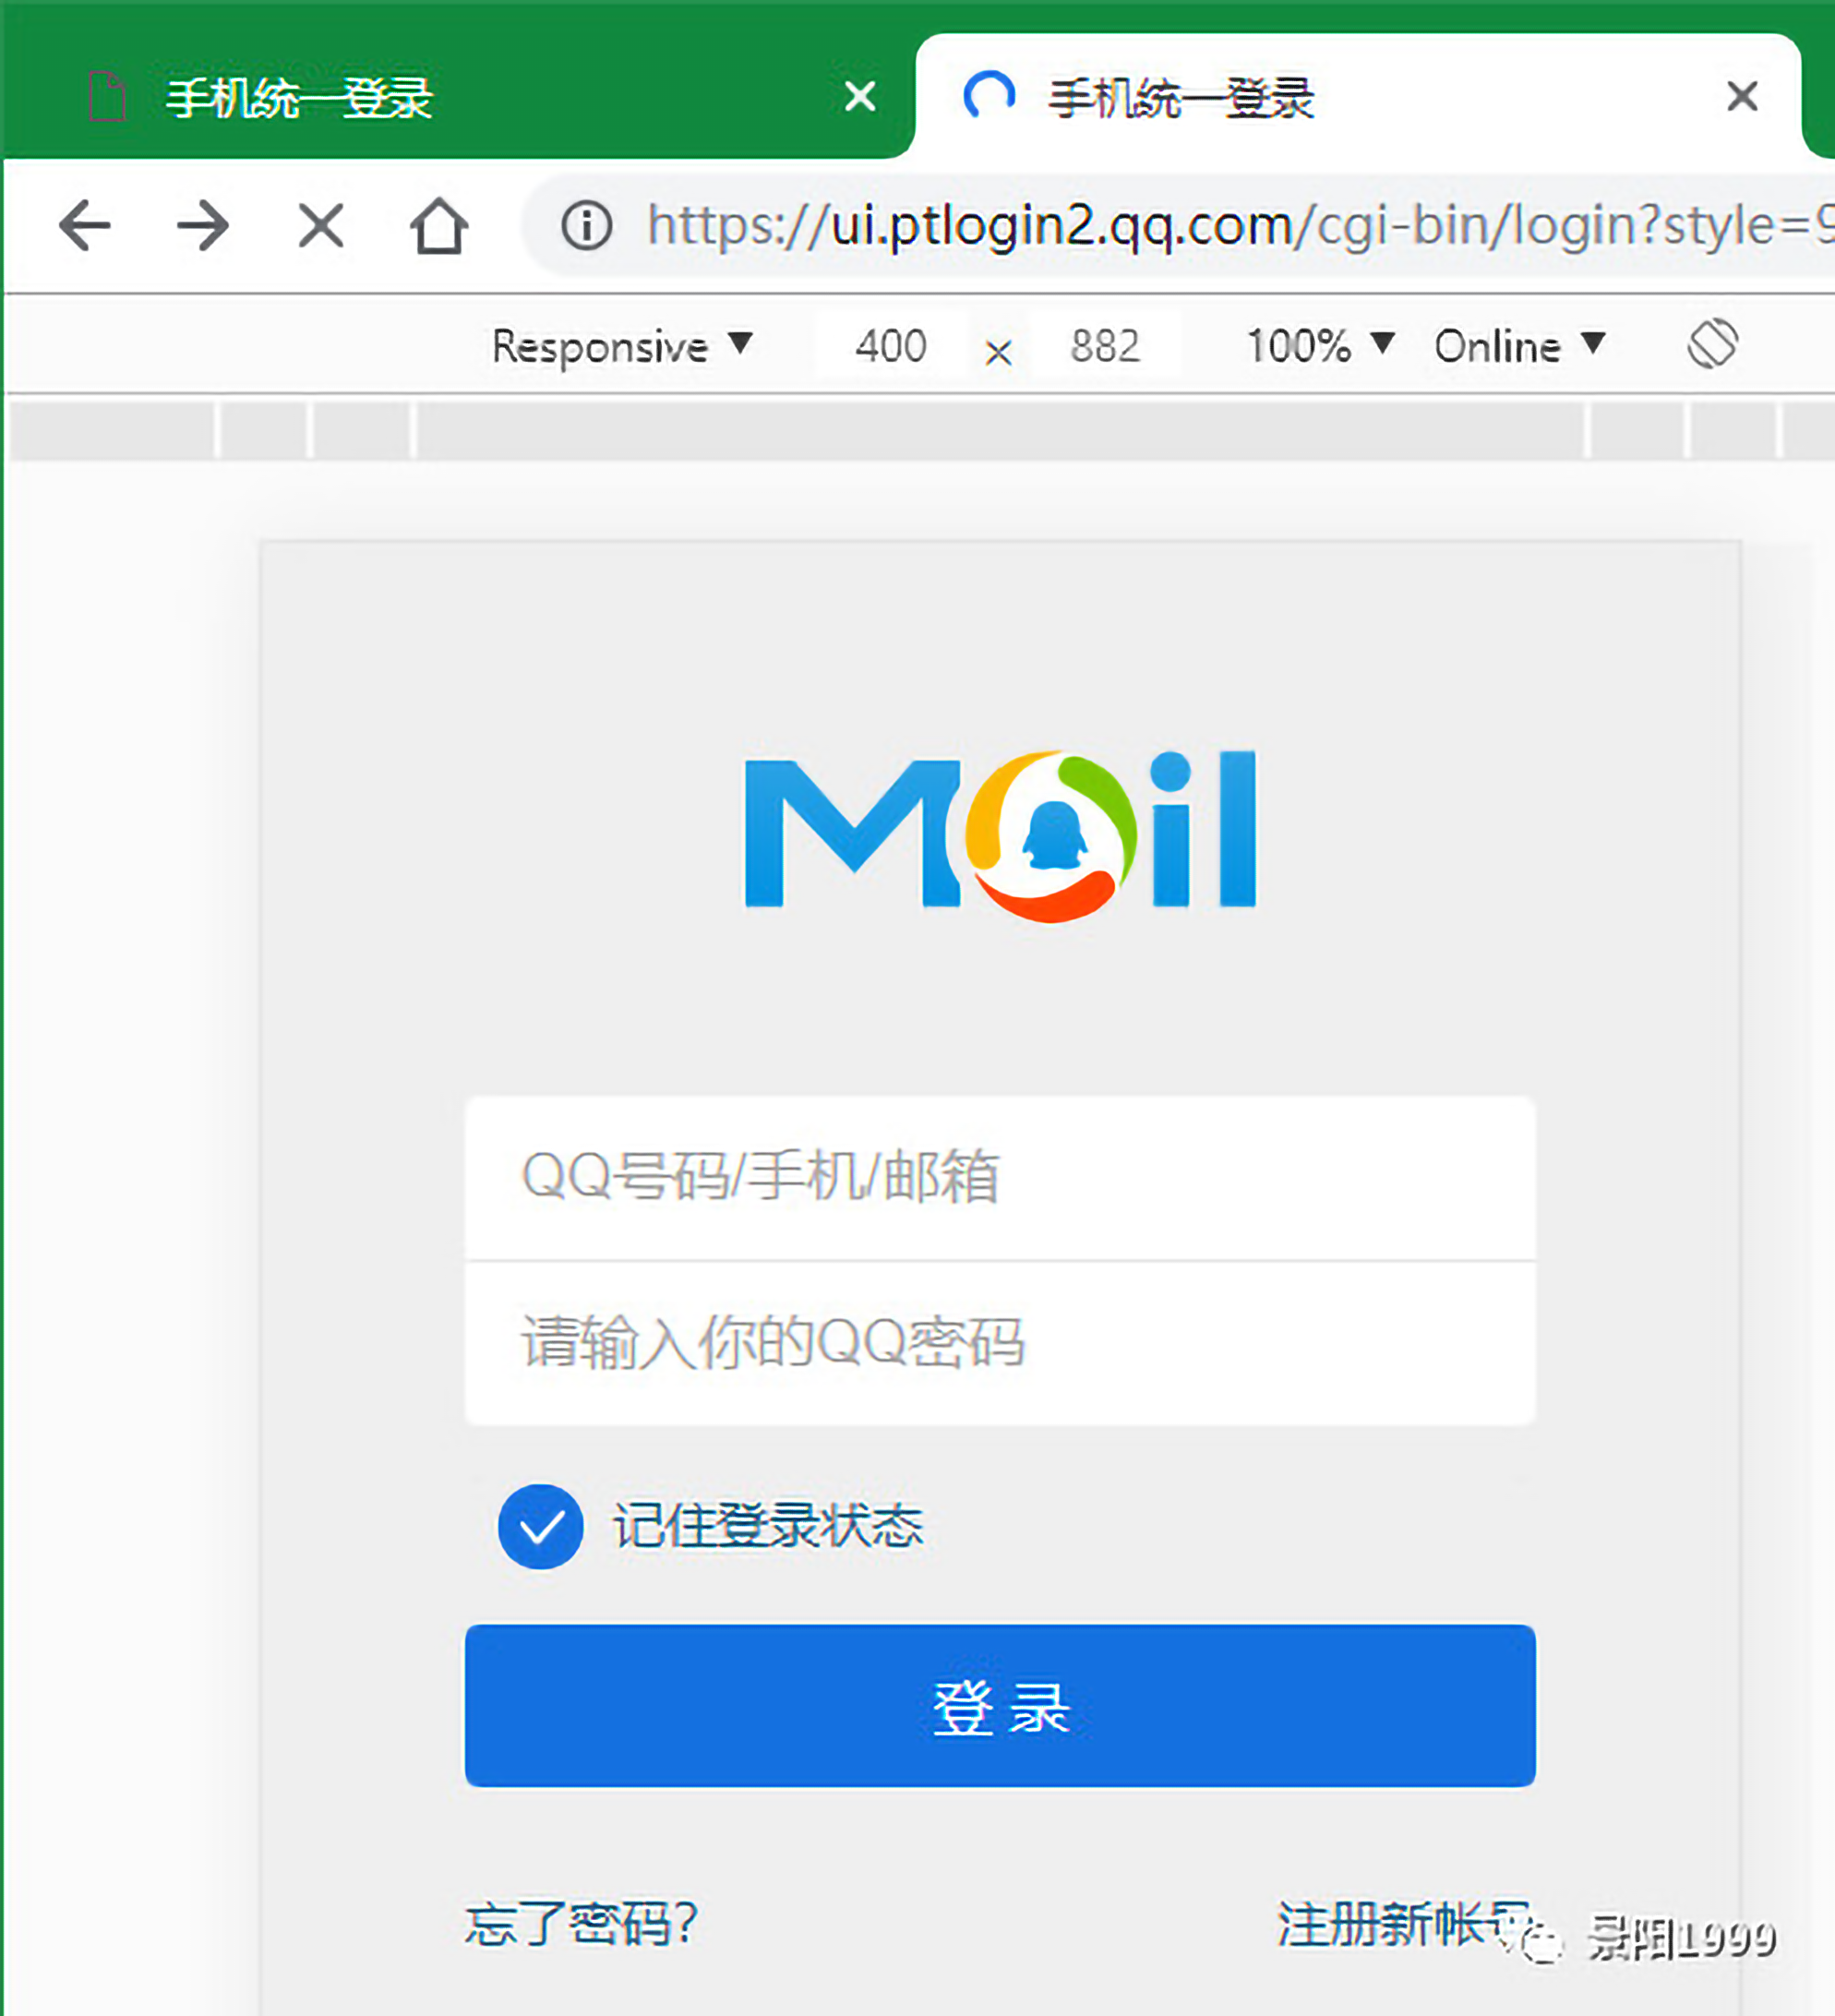 手机统一登录
手机统一登录
https://ui.ptlogin2.qq.com/cgi-bin/login?style=9
Responsive ▼ 400 × 882 100% ▼ Online ▼
Mail
QQ号码/手机/邮箱
请输入你的QQ密码
记住登录状态
登 录
忘了密码?
注册新帐号
景阳1999